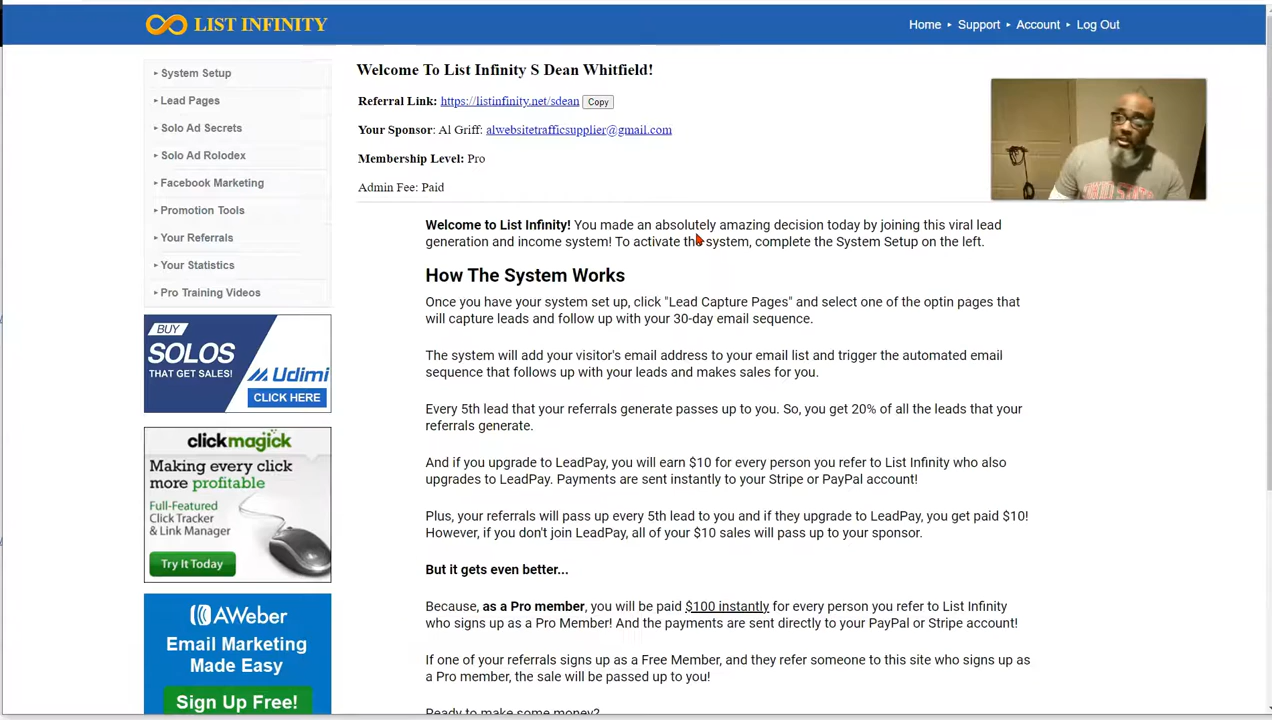 LIST INFINITY
Home ▸ Support ▸ Account ▸ Log Out
▸ System Setup
▸ Lead Pages
▸ Solo Ad Secrets
▸ Solo Ad Rolodex
▸ Facebook Marketing
▸ Promotion Tools
▸ Your Referrals
▸ Your Statistics
▸ Pro Training Videos
BUY
SOLOS
THAT GET SALES!
Udimi
CLICK HERE
clickmagick
Making every click
more profitable
Full-Featured
Click Tracker
& Link Manager
Try It Today
AWeber
Email Marketing
Made Easy
Sign Up Free!
Welcome To List Infinity S Dean Whitfield!
Referral Link: https://listinfinity.net/sdean Copy
Your Sponsor: Al Griff: alwebsitetrafficsupplier@gmail.com
Membership Level: Pro
Admin Fee: Paid
Welcome to List Infinity! You made an absolutely amazing decision today by joining this viral lead
generation and income system! To activate the system, complete the System Setup on the left.
How The System Works
Once you have your system set up, click "Lead Capture Pages" and select one of the optin pages that
will capture leads and follow up with your 30-day email sequence.
The system will add your visitor's email address to your email list and trigger the automated email
sequence that follows up with your leads and makes sales for you.
Every 5th lead that your referrals generate passes up to you. So, you get 20% of all the leads that your
referrals generate.
And if you upgrade to LeadPay, you will earn $10 for every person you refer to List Infinity who also
upgrades to LeadPay. Payments are sent instantly to your Stripe or PayPal account!
Plus, your referrals will pass up every 5th lead to you and if they upgrade to LeadPay, you get paid $10!
However, if you don't join LeadPay, all of your $10 sales will pass up to your sponsor.
But it gets even better...
Because, as a Pro member, you will be paid $100 instantly for every person you refer to List Infinity
who signs up as a Pro Member! And the payments are sent directly to your PayPal or Stripe account!
If one of your referrals signs up as a Free Member, and they refer someone to this site who signs up as
a Pro member, the sale will be passed up to you!
Ready to make some money?